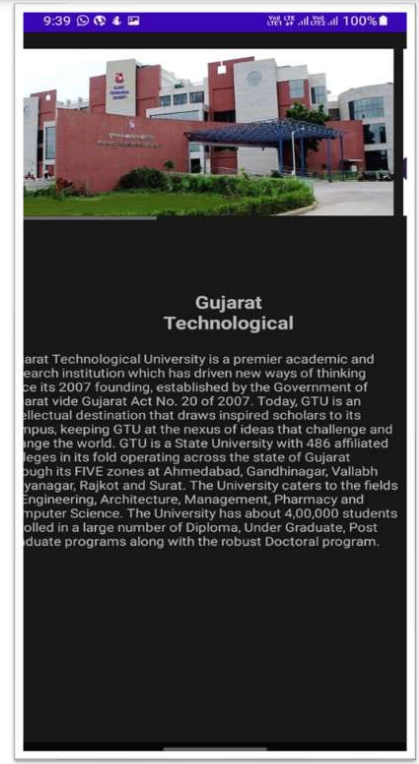 9:39
100%
Gujarat
Technological
arat Technological University is a premier academic and
earch institution which has driven new ways of thinking
ce its 2007 founding, established by the Government of
arat vide Gujarat Act No. 20 of 2007. Today, GTU is an
ellectual destination that draws inspired scholars to its
mpus, keeping GTU at the nexus of ideas that challenge and
ange the world. GTU is a State University with 486 affiliated
leges in its fold operating across the state of Gujarat
ough its FIVE zones at Ahmedabad, Gandhinagar, Vallabh
yanagar, Rajkot and Surat. The University caters to the fields
Engineering, Architecture, Management, Pharmacy and
mputer Science. The University has about 4,00,000 students
olled in a large number of Diploma, Under Graduate, Post
duate programs along with the robust Doctoral program.